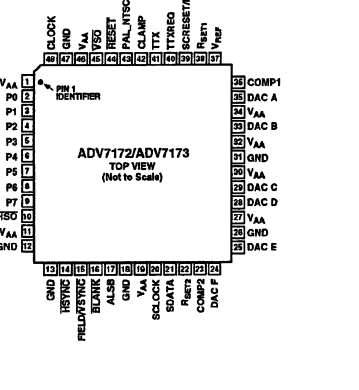 CLOCK
GND
VAA
VSO
RESET
PAL_NTSC
CLAMP
TTX
TTXREQ
SCRESET/
RSET1
VREF
48 47 46 45 44 43 42 41 40 39 38 37
VAA 1
P0 2
P1 3
P2 4
P3 5
P4 6
P5 7
P6 8
P7 9
HSO 10
VAA 11
GND 12
PIN 1
IDENTIFIER
ADV7172/ADV7173
TOP VIEW
(Not to Scale)
36 COMP1
35 DAC A
34 VAA
33 DAC B
32 VAA
31 GND
30 VAA
29 DAC C
28 DAC D
27 VAA
26 GND
25 DAC E
13 14 15 16 17 18 19 20 21 22 23 24
GND
HSYNC
FIELD/VSYNC
BLANK
ALSB
GND
VAA
SCLOCK
SDATA
RSET2
COMP2
DAC F